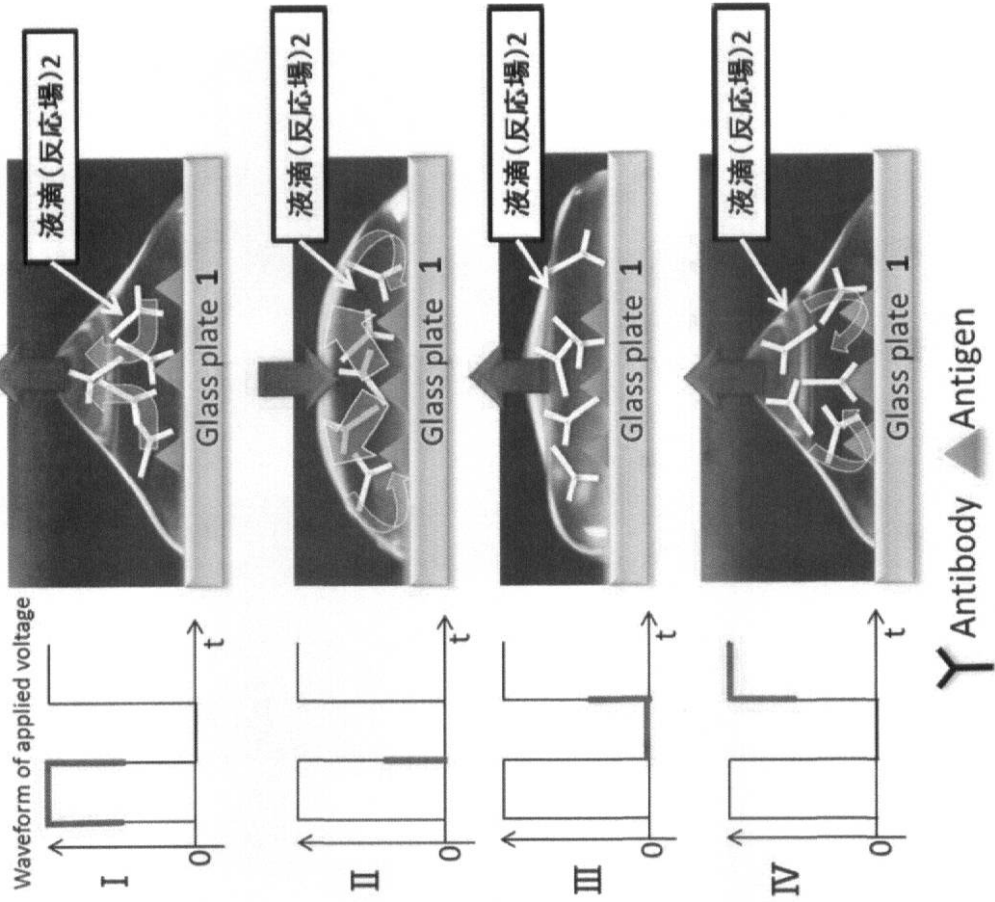 Waveform of applied voltage
I
0
t
液滴(反応場)2
Glass plate 1
II
0
t
液滴(反応場)2
Glass plate 1
III
0
t
液滴(反応場)2
Glass plate 1
IV
0
t
液滴(反応場)2
Glass plate 1
Antibody
Antigen